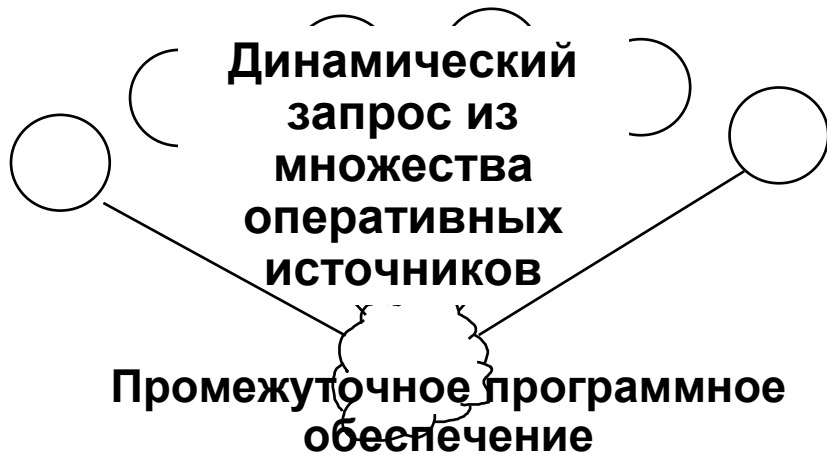 Динамический
запрос из
множества
оперативных
источников
Промежуточное программное
обеспечение